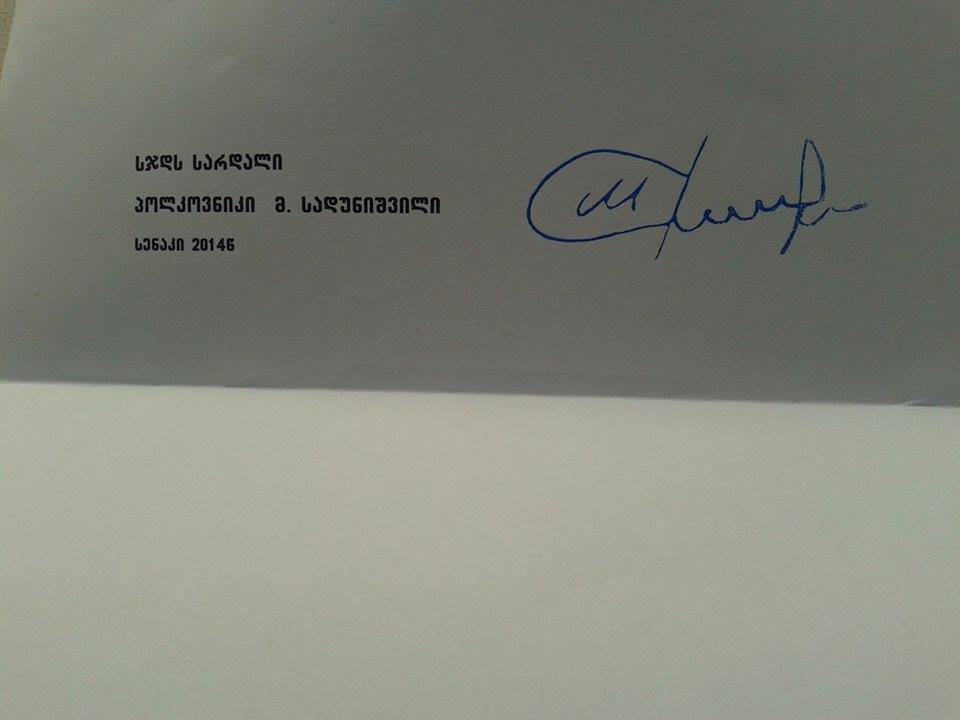 სჯდს სარდალი
პოლკოვნიკი მ. სადუნიშვილი
სენაკი 2014წ